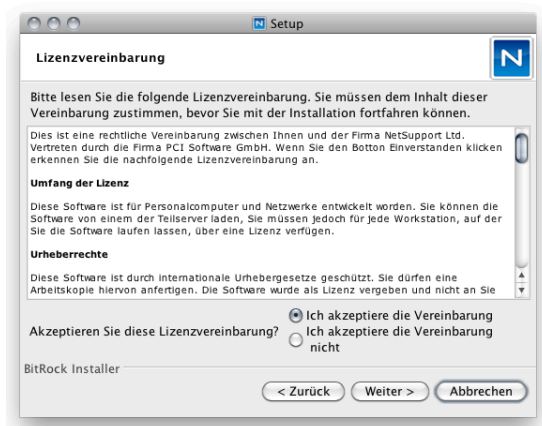 Setup
Lizenzvereinbarung
N
Bitte lesen Sie die folgende Lizenzvereinbarung. Sie müssen dem Inhalt dieser
Vereinbarung zustimmen, bevor Sie mit der Installation fortfahren können.
Dies ist eine rechtliche Vereinbarung zwischen Ihnen und der Firma NetSupport Ltd.
Vertreten durch die Firma PCI Software GmbH. Wenn Sie den Botton Einverstanden klicken
erkennen Sie die nachfolgende Lizenzvereinbarung an.
Umfang der Lizenz
Diese Software ist für Personalcomputer und Netzwerke entwickelt worden. Sie können die
Software von einem der Teilserver laden, Sie müssen jedoch für jede Workstation, auf der
Sie die Software laufen lassen, über eine Lizenz verfügen.
Urheberrechte
Diese Software ist durch internationale Urhebergesetze geschützt. Sie dürfen eine
Arbeitskopie hiervon anfertigen. Die Software wurde als Lizenz vergeben und nicht an Sie
Akzeptieren Sie diese Lizenzvereinbarung?
Ich akzeptiere die Vereinbarung
Ich akzeptiere die Vereinbarung
nicht
BitRock Installer
< Zurück
Weiter >
Abbrechen